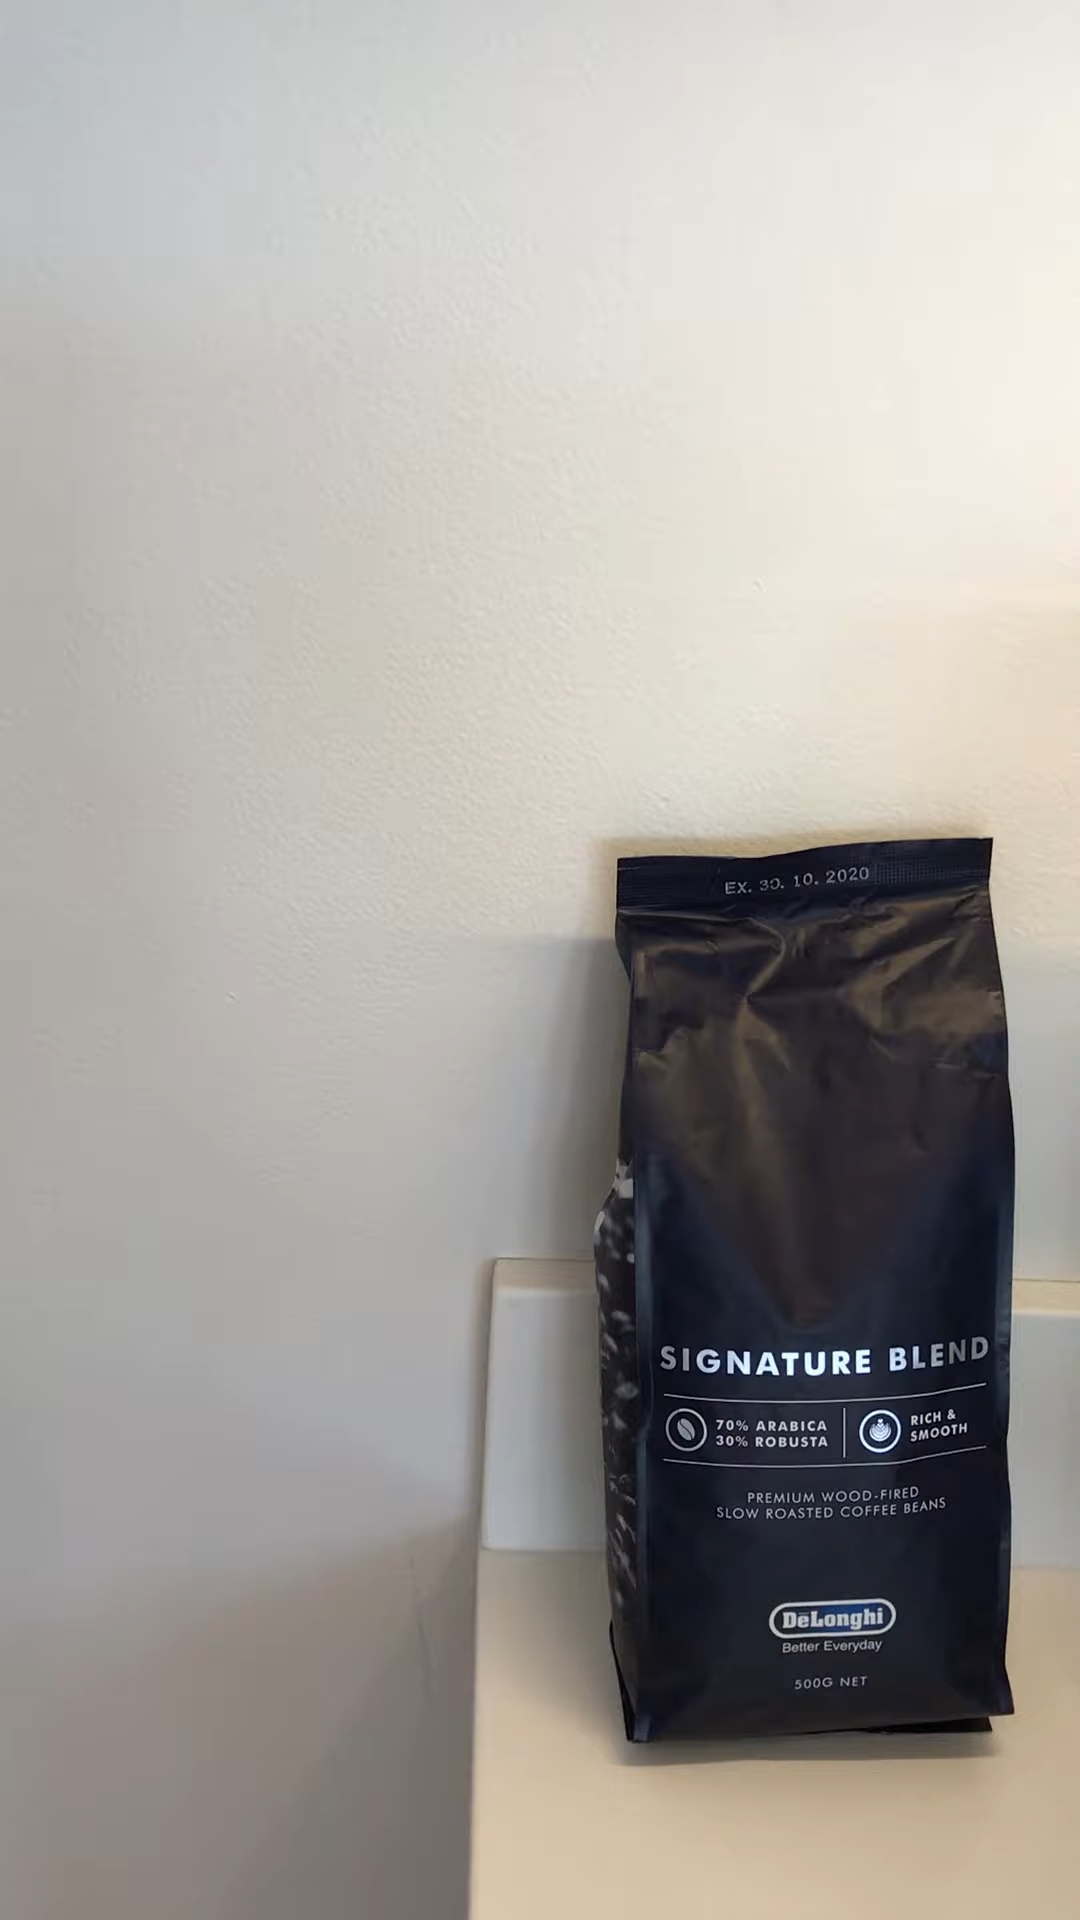 EX. 30. 10. 2020
SIGNATURE BLEND
70% ARABICA
30% ROBUSTA
RICH &
SMOOTH
PREMIUM WOOD-FIRED
SLOW ROASTED COFFEE BEANS
DeLonghi
Better Everyday
500G NET